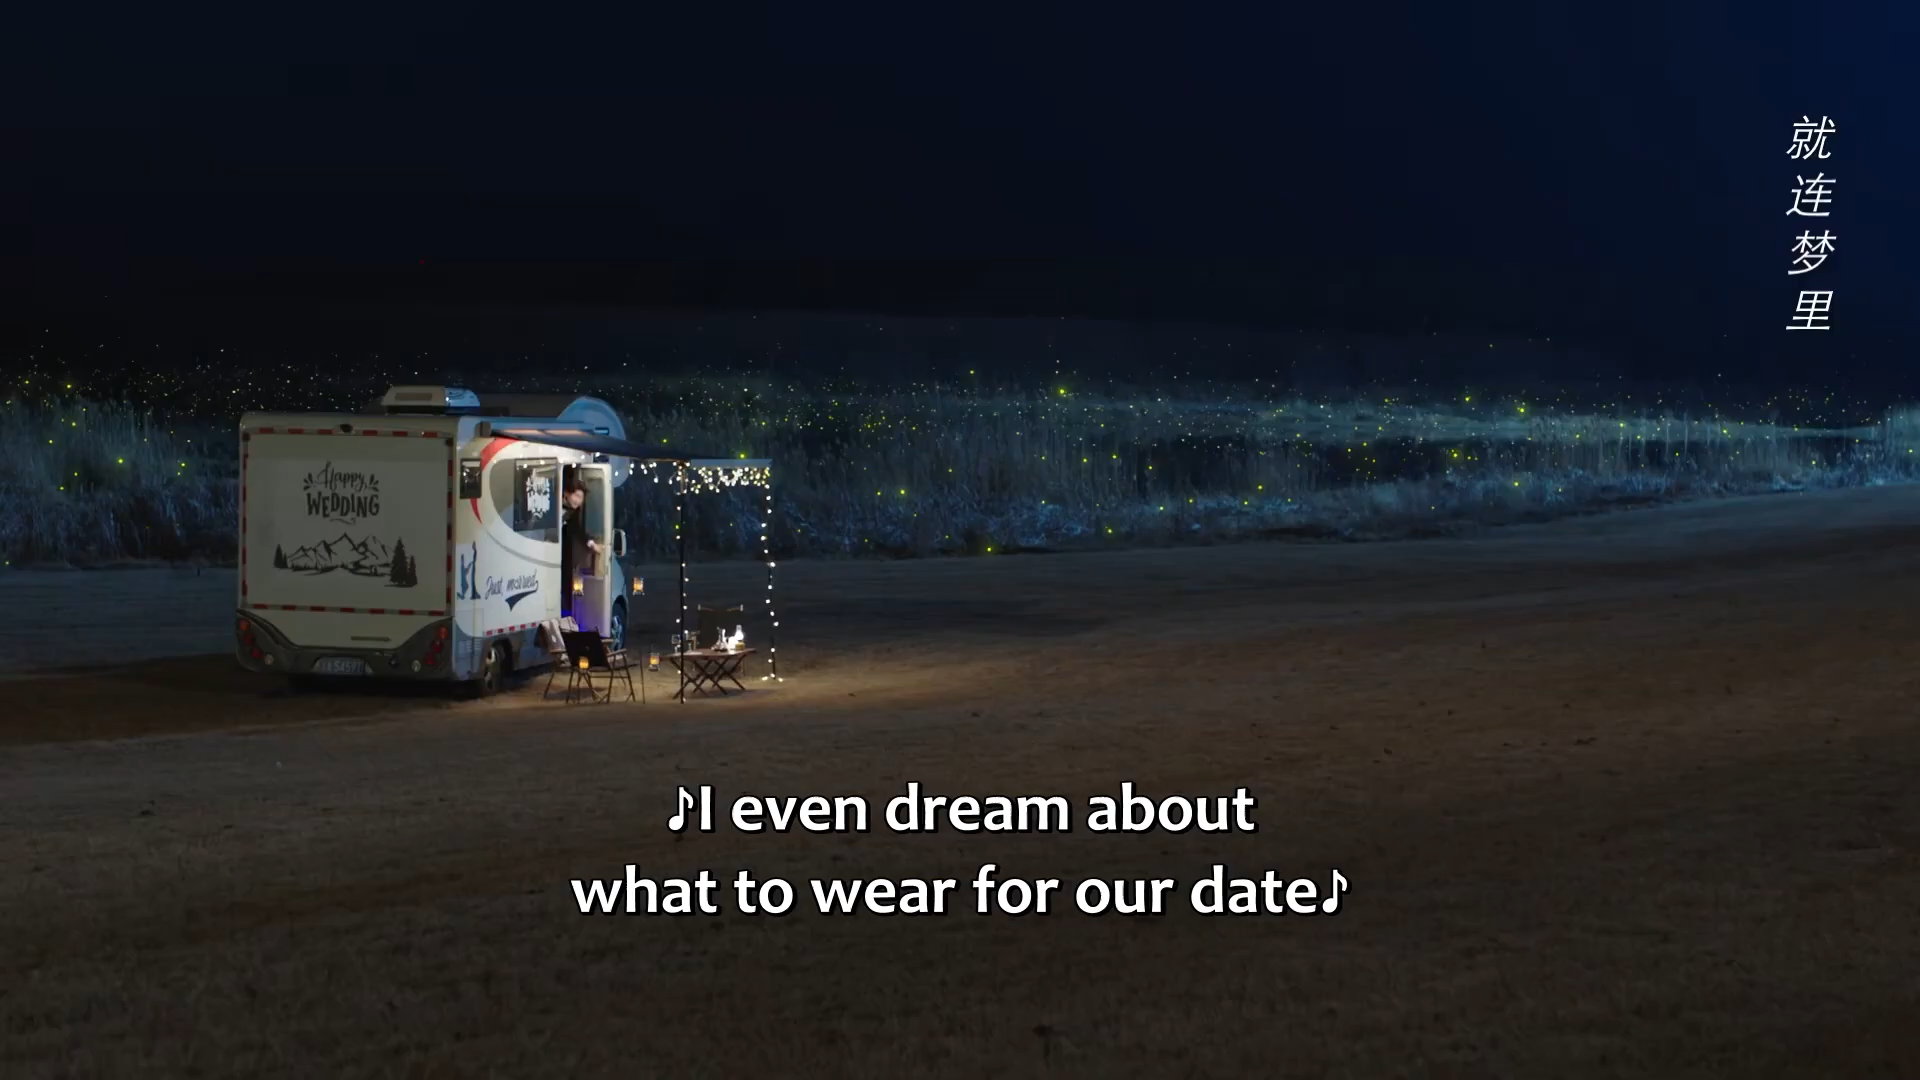 就连梦里
Happy
WEDDING
Just married
♪I even dream about
what to wear for our date♪